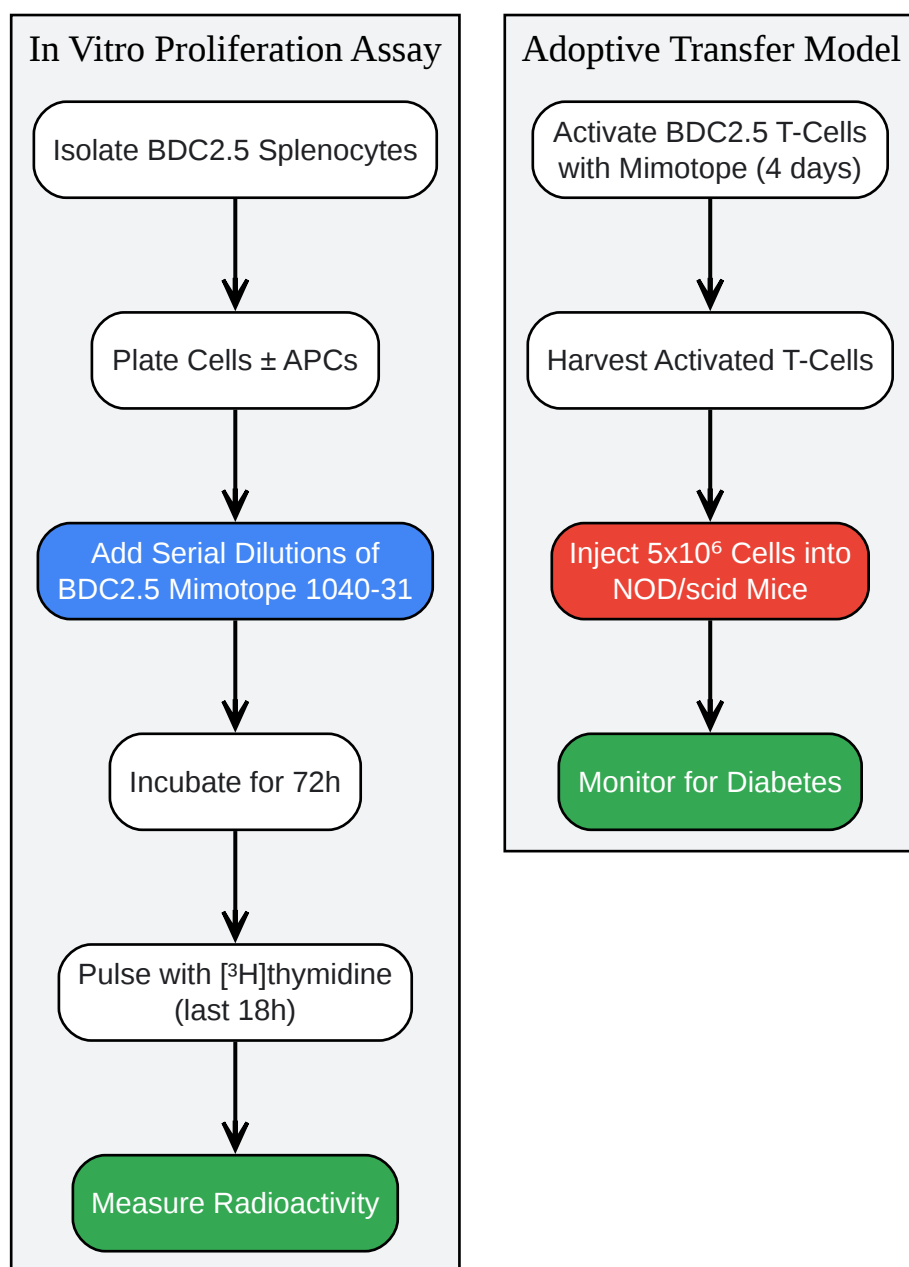 In Vitro Proliferation Assay
Isolate BDC2.5 Splenocytes
Plate Cells ± APCs
Add Serial Dilutions of
BDC2.5 Mimotope 1040-31
Incubate for 72h
Pulse with [³H]thymidine
(last 18h)
Measure Radioactivity
Adoptive Transfer Model
Activate BDC2.5 T-Cells
with Mimotope (4 days)
Harvest Activated T-Cells
Inject 5x10⁶ Cells into
NOD/scid Mice
Monitor for Diabetes